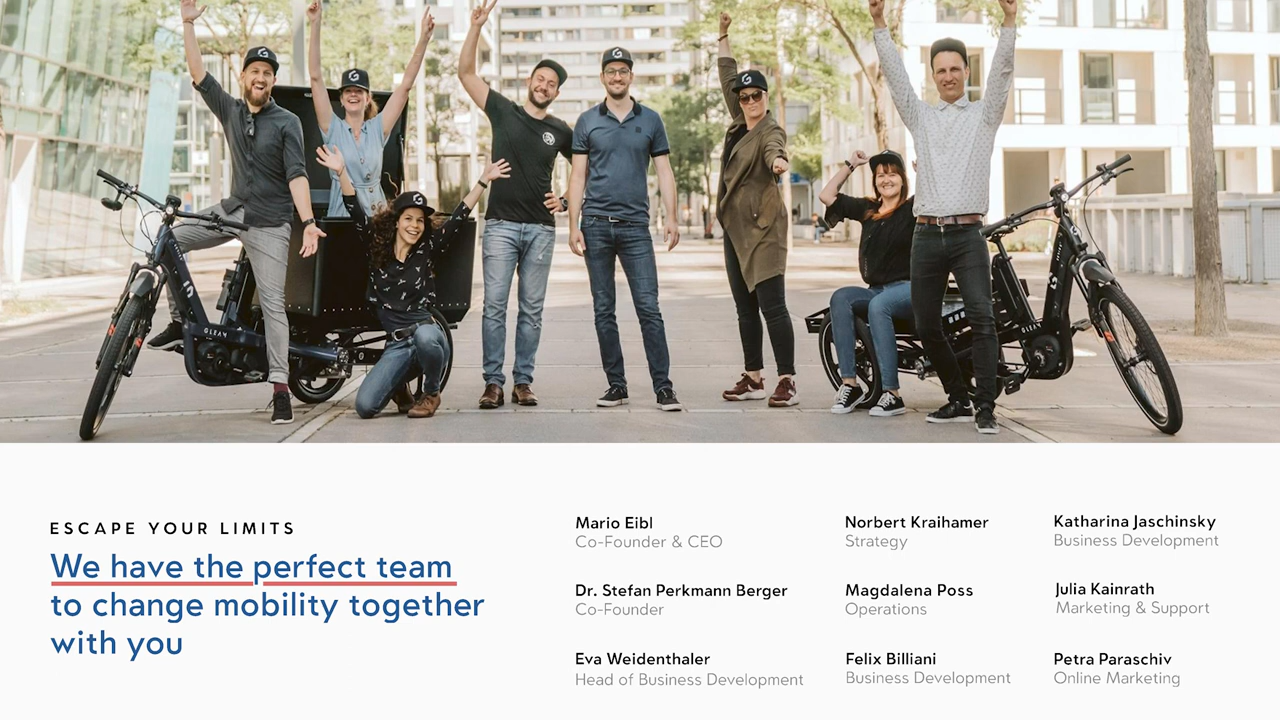 GLEAN
GLEAN
ESCAPE YOUR LIMITS
We have the perfect team
to change mobility together
with you
Mario Eibl
Co-Founder & CEO
Dr. Stefan Perkmann Berger
Co-Founder
Eva Weidenthaler
Head of Business Development
Norbert Kraihamer
Strategy
Magdalena Poss
Operations
Felix Billiani
Business Development
Katharina Jaschinsky
Business Development
Julia Kainrath
Marketing & Support
Petra Paraschiv
Online Marketing